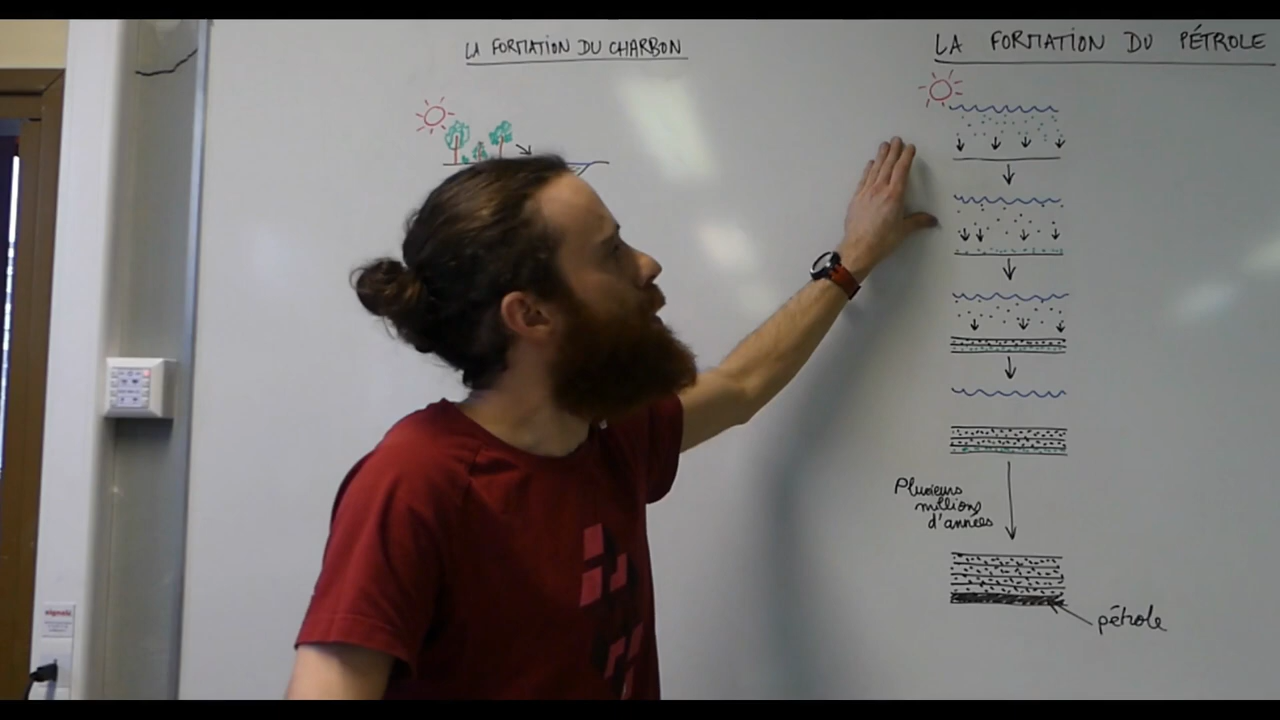 LA FORMATION DU CHARBON
LA FORMATION DU PÉTROLE
Plusieurs
millions
d'années
pétrole